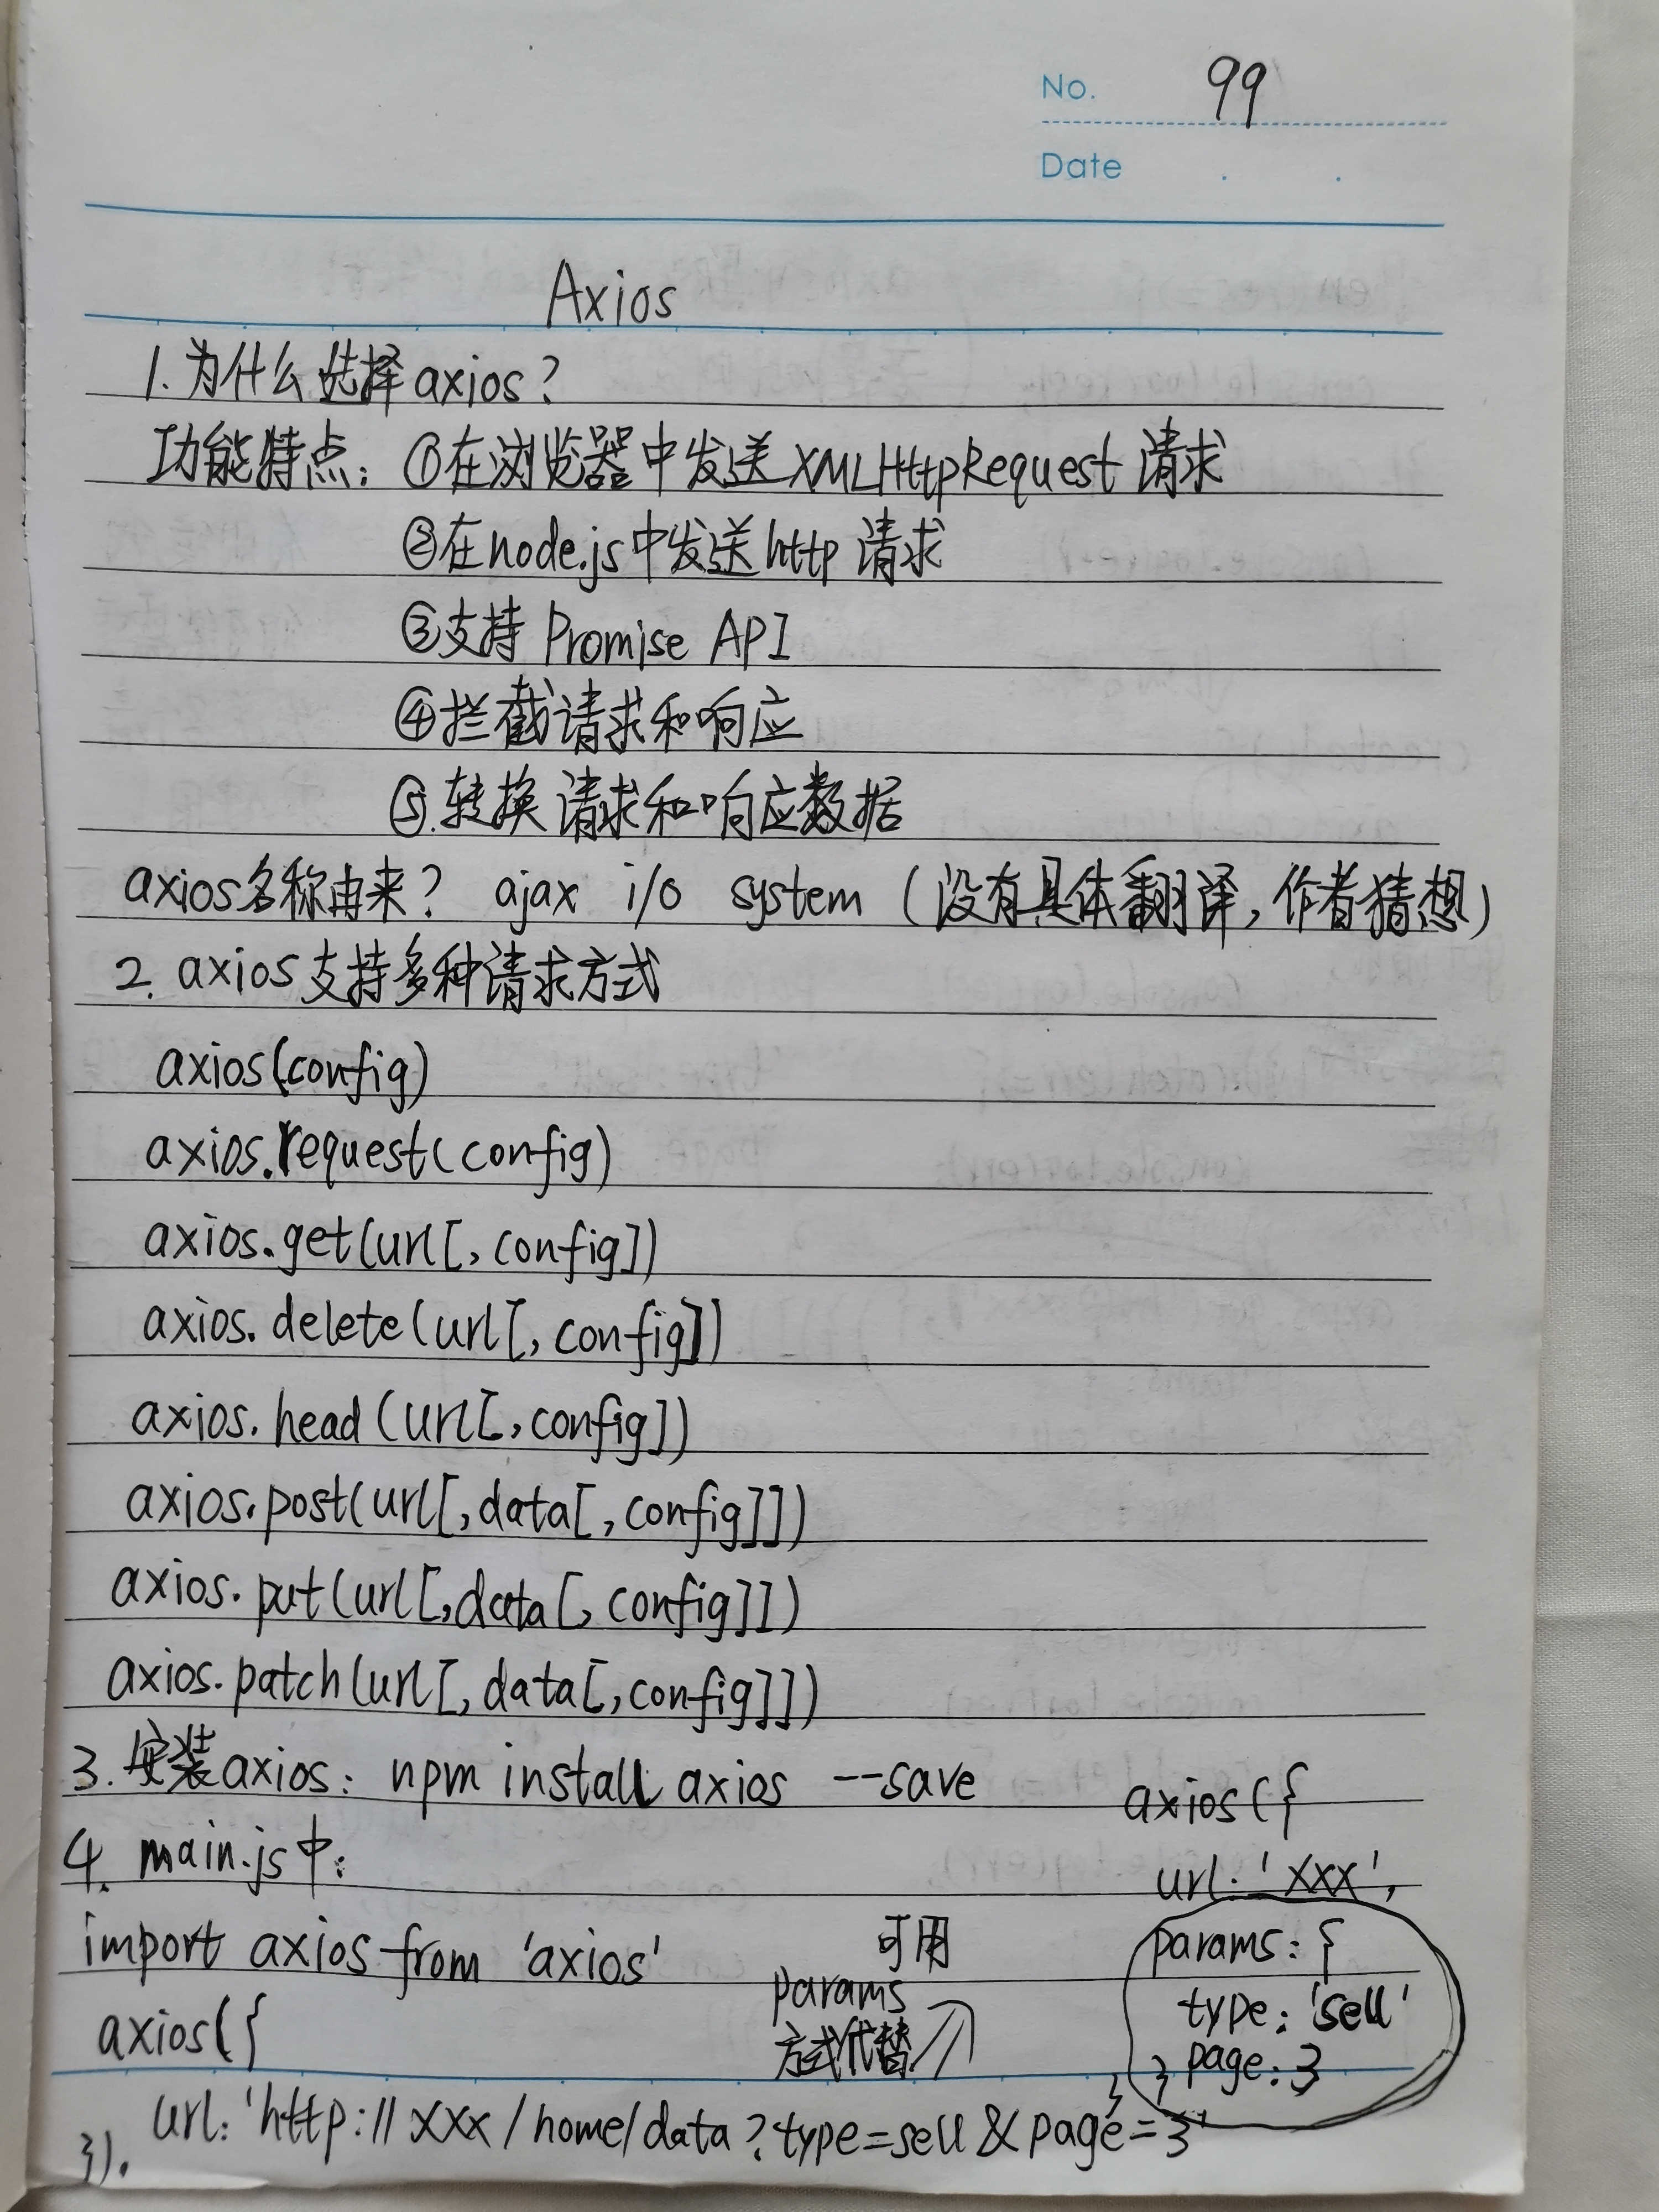 No. 99
Date . .
Axios
1.为什么选择axios?
功能特点: ①在浏览器中发送XMLHttpRequest请求
②在node.js中发送http请求
③支持 Promise API
④拦截请求和响应
⑤.转换请求和响应数据
axios名称由来? ajax i/o system (没有具体翻译,作者猜想)
2. axios支持多种请求方式
axios(config)
axios.request(config)
axios.get(url[,config])
axios.delete(url[,config])
axios.head(url[,config])
axios.post(url[,data[,config]])
axios.put(url[,data[,config]])
axios.patch(url[,data[,config]])
3.安装axios: npm install axios --save
4. main.js中:
import axios from 'axios'
axios({
url:'http://xxx/home/data?type=sell&page=3'
}).
可用
params
方式代替
axios({
url:'xxx',
params:{
type:'sell'
page:3
}
}